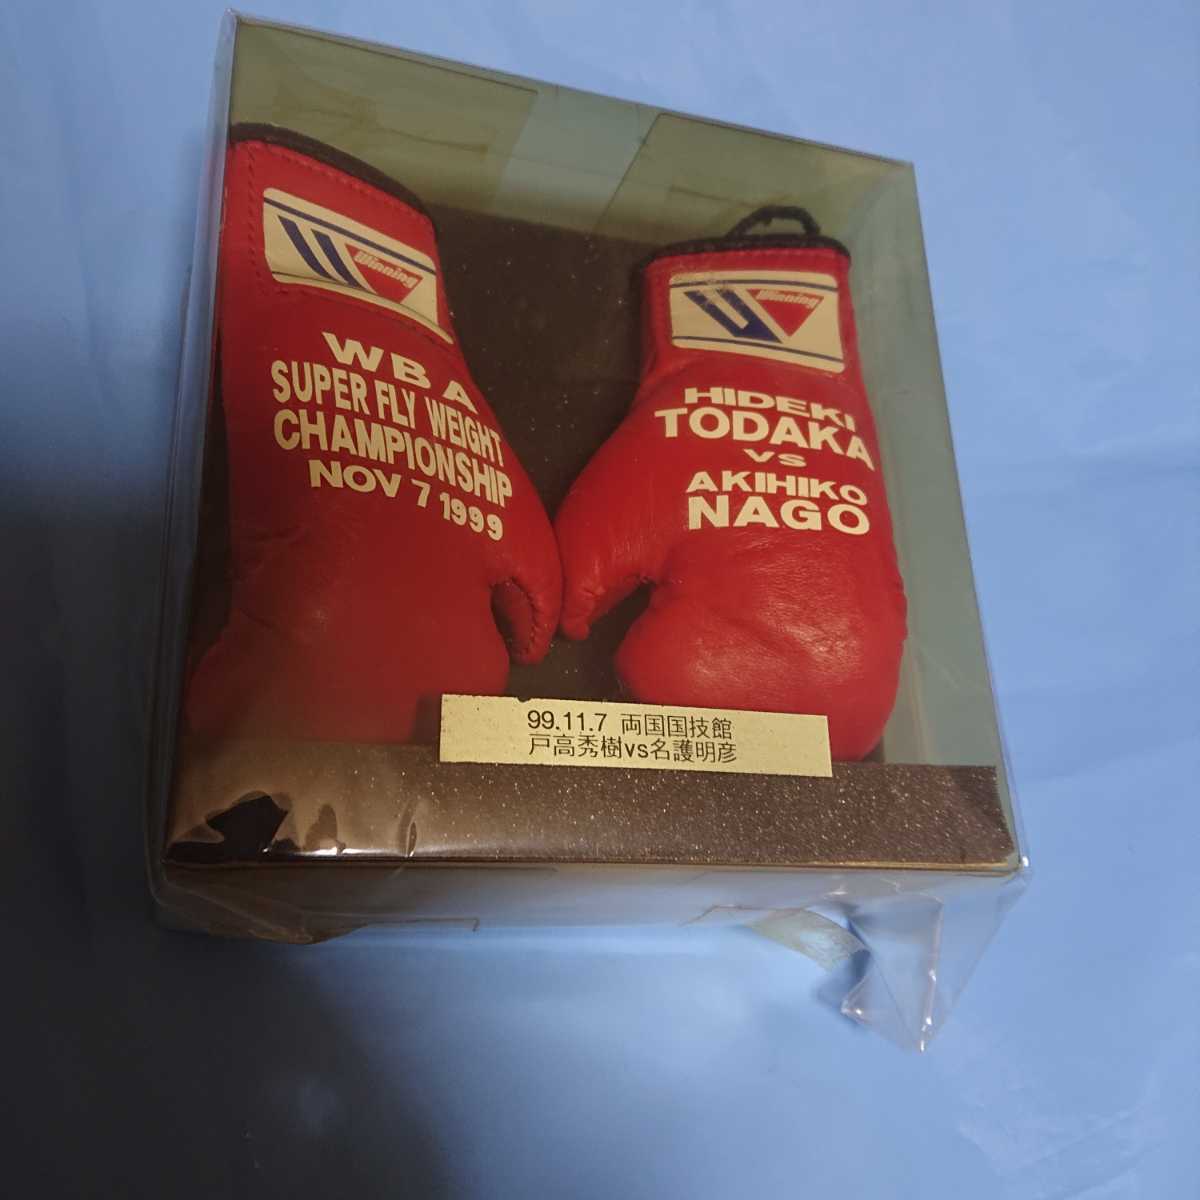 Winning
WBA
SUPER FLY WEIGHT
CHAMPIONSHIP
NOV 7 1999
Winning
HIDEKI
TODAKA
VS
AKIHIKO
NAGO
99.11.7 両国国技館
戸高秀樹vs名護明彦